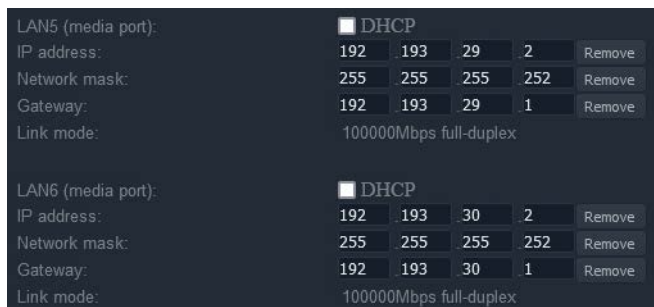 LAN5 (media port): DHCP
IP address: 192 .193 .29 .2 Remove
Network mask: 255 .255 .255 .252 Remove
Gateway: 192 .193 .29 .1 Remove
Link mode: 100000Mbps full-duplex
LAN6 (media port): DHCP
IP address: 192 .193 .30 .2 Remove
Network mask: 255 .255 .255 .252 Remove
Gateway: 192 .193 .30 .1 Remove
Link mode: 100000Mbps full-duplex